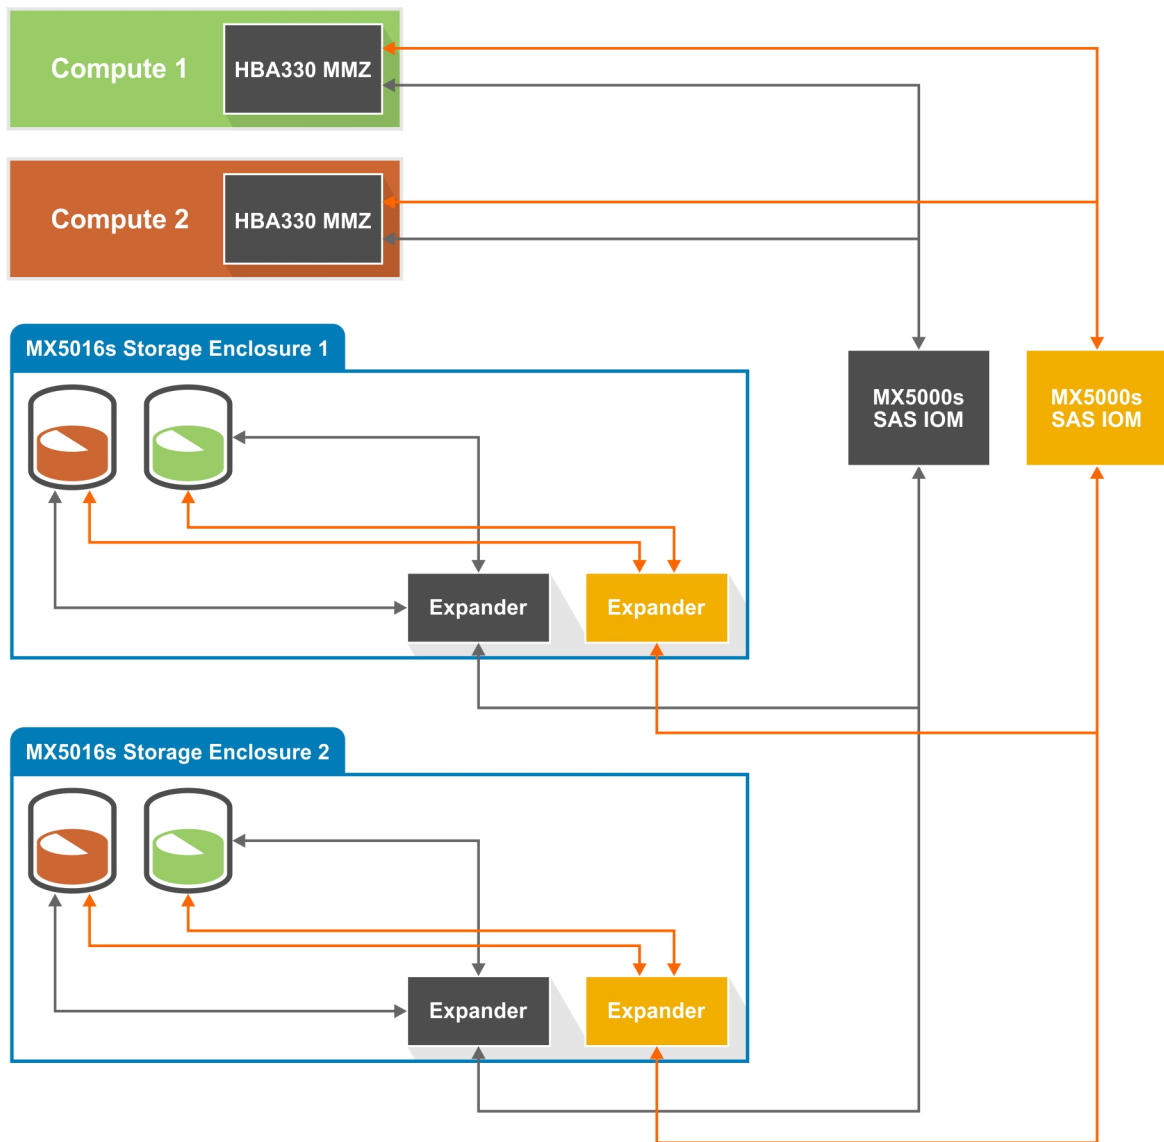 Compute 1
HBA330 MMZ
Compute 2
HBA330 MMZ
MX5016s Storage Enclosure 1
MX5000s
SAS IOM
MX5000s
SAS IOM
Expander
Expander
MX5016s Storage Enclosure 2
Expander
Expander